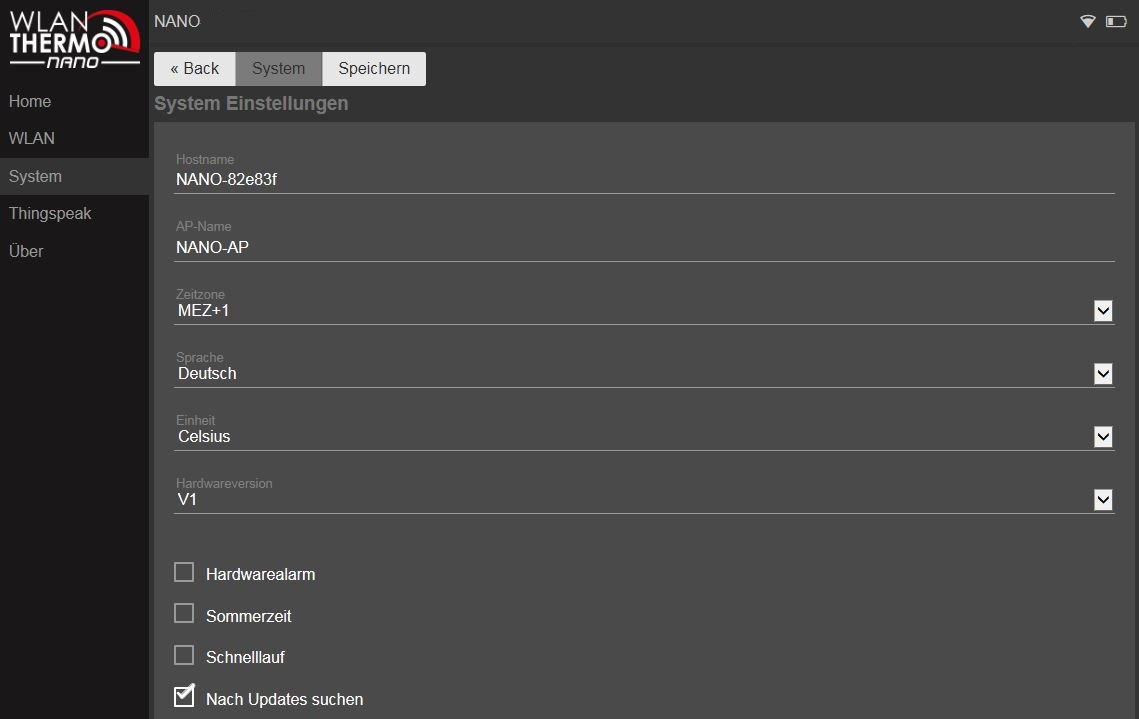 WLAN
THERMO
NANO
Home
WLAN
System
Thingspeak
Über
NANO
« Back System Speichern
System Einstellungen
Hostname
NANO-82e83f
AP-Name
NANO-AP
Zeitzone
MEZ+1
Sprache
Deutsch
Einheit
Celsius
Hardwareversion
V1
Hardwarealarm
Sommerzeit
Schnelllauf
Nach Updates suchen